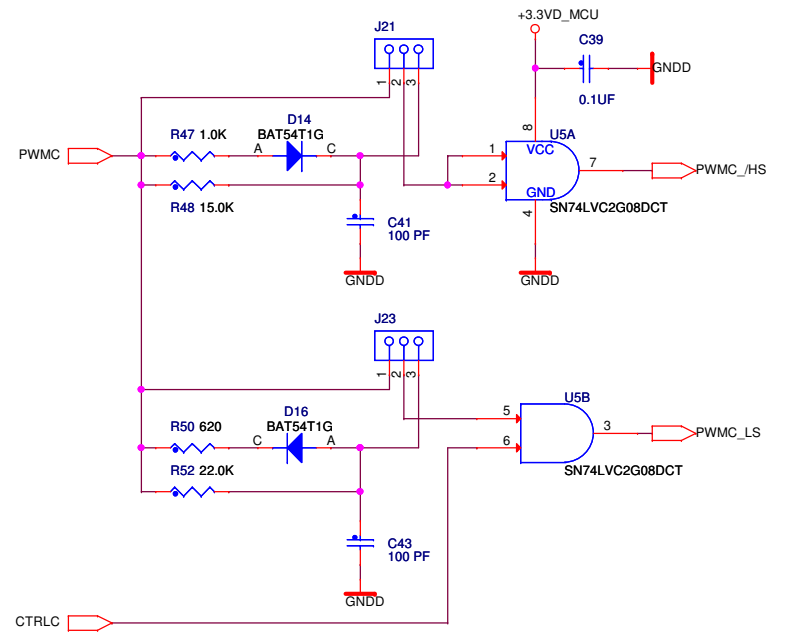 +3.3VD_MCU
J21
C39
GNDD
0.1UF
1
2
3
8
D14
BAT54T1G
R47 1.0K
A
C
PWMC
U5A
VCC
1
2
7
PWMC_/HS
GND
R48 15.0K
SN74LVC2G08DCT
4
C41
100 PF
GNDD
GNDD
J23
1
2
3
D16
BAT54T1G
R50 620
C
A
U5B
5
6
3
PWMC_LS
R52 22.0K
SN74LVC2G08DCT
C43
100 PF
GNDD
CTRLC